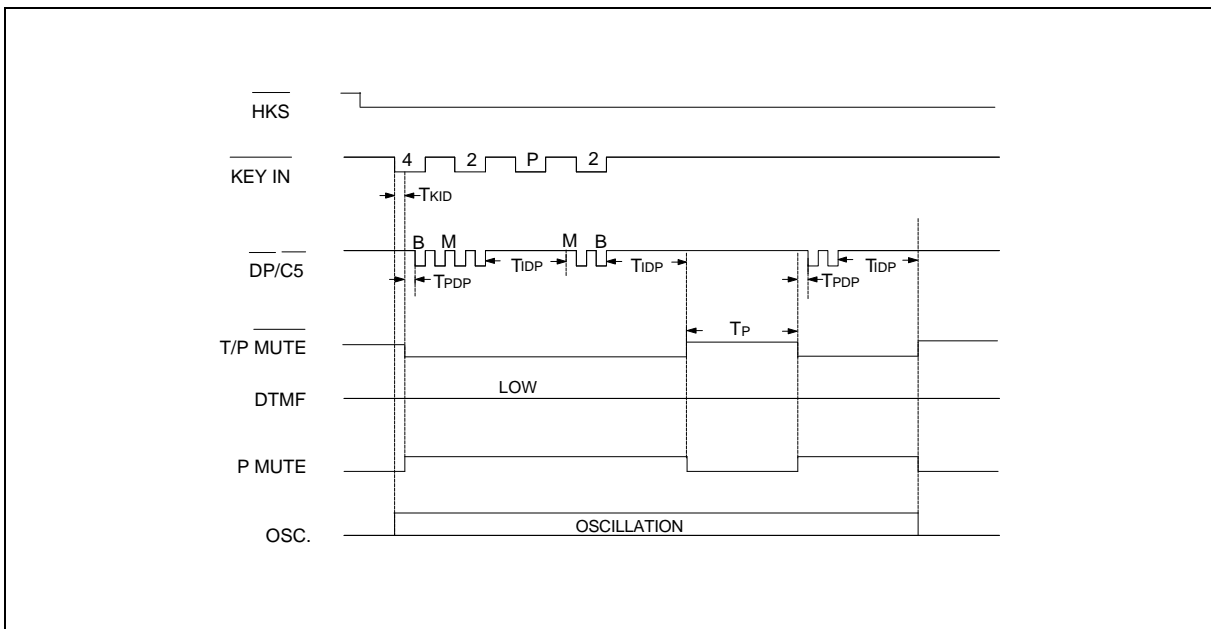 HKS
4 2 P 2
KEY IN
TKID
B M M B
TIDP TIDP TIDP
DP/C5
TPDP TPDP
TP
T/P MUTE
LOW
DTMF
P MUTE
OSCILLATION
OSC.